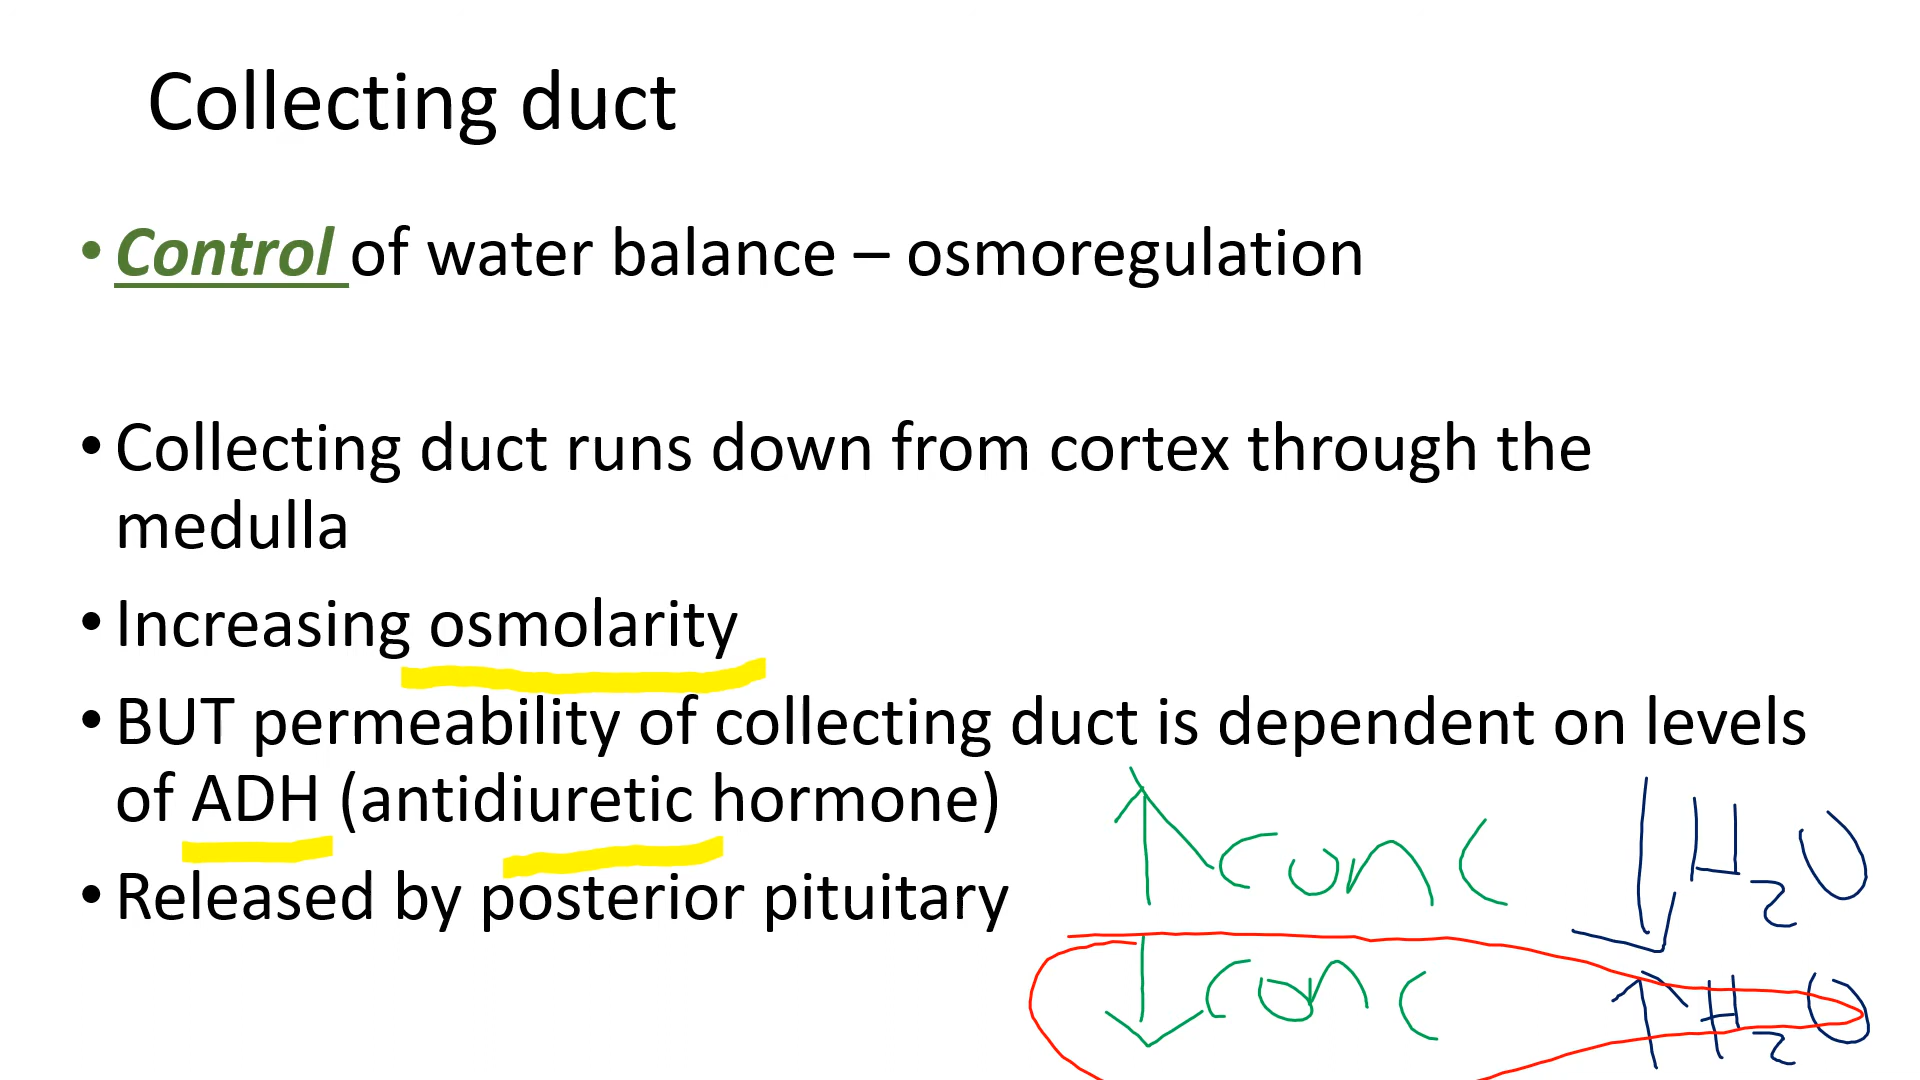 Collecting duct
• Control of water balance – osmoregulation
• Collecting duct runs down from cortex through the
medulla
• Increasing osmolarity
• BUT permeability of collecting duct is dependent on levels
of ADH (antidiuretic hormone)
• Released by posterior pituitary
↑conc ↓H₂O
↓conc ↑H₂O